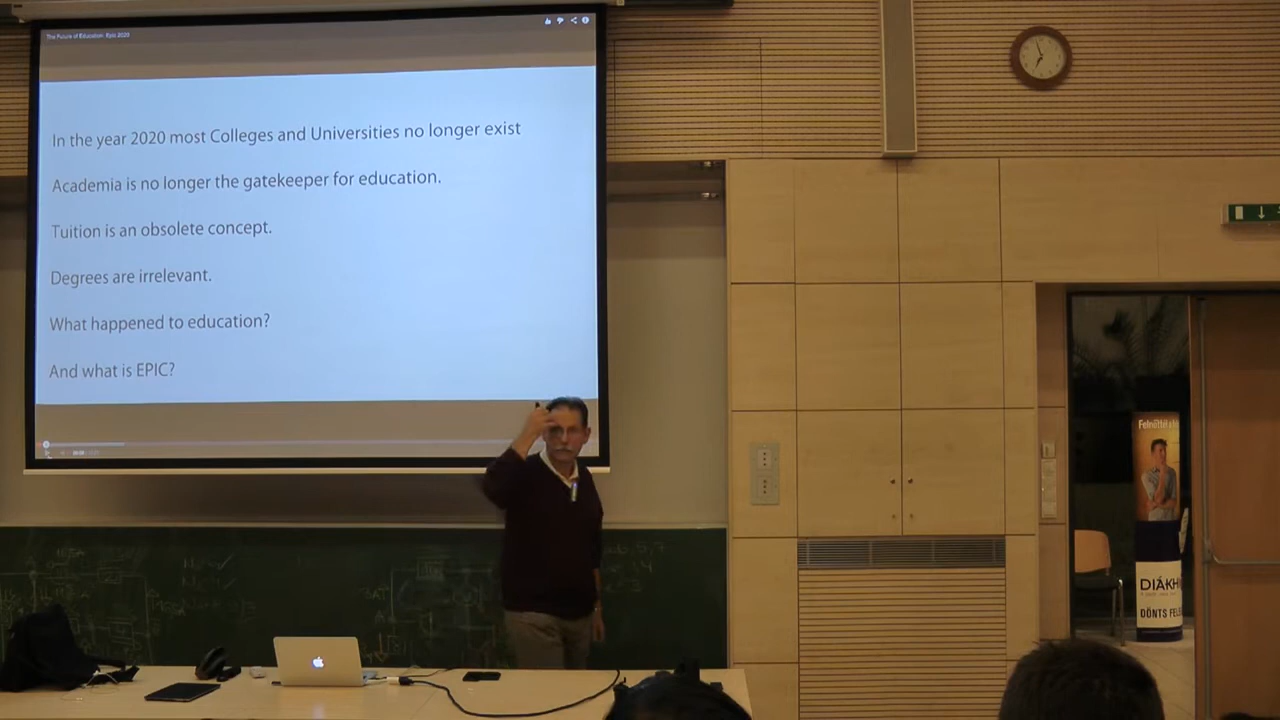 The Future of Education: Epic 2020
In the year 2020 most Colleges and Universities no longer exist
Academia is no longer the gatekeeper for education.
Tuition is an obsolete concept.
Degrees are irrelevant.
What happened to education?
And what is EPIC?
DIÁKH
DÖNTS FELE